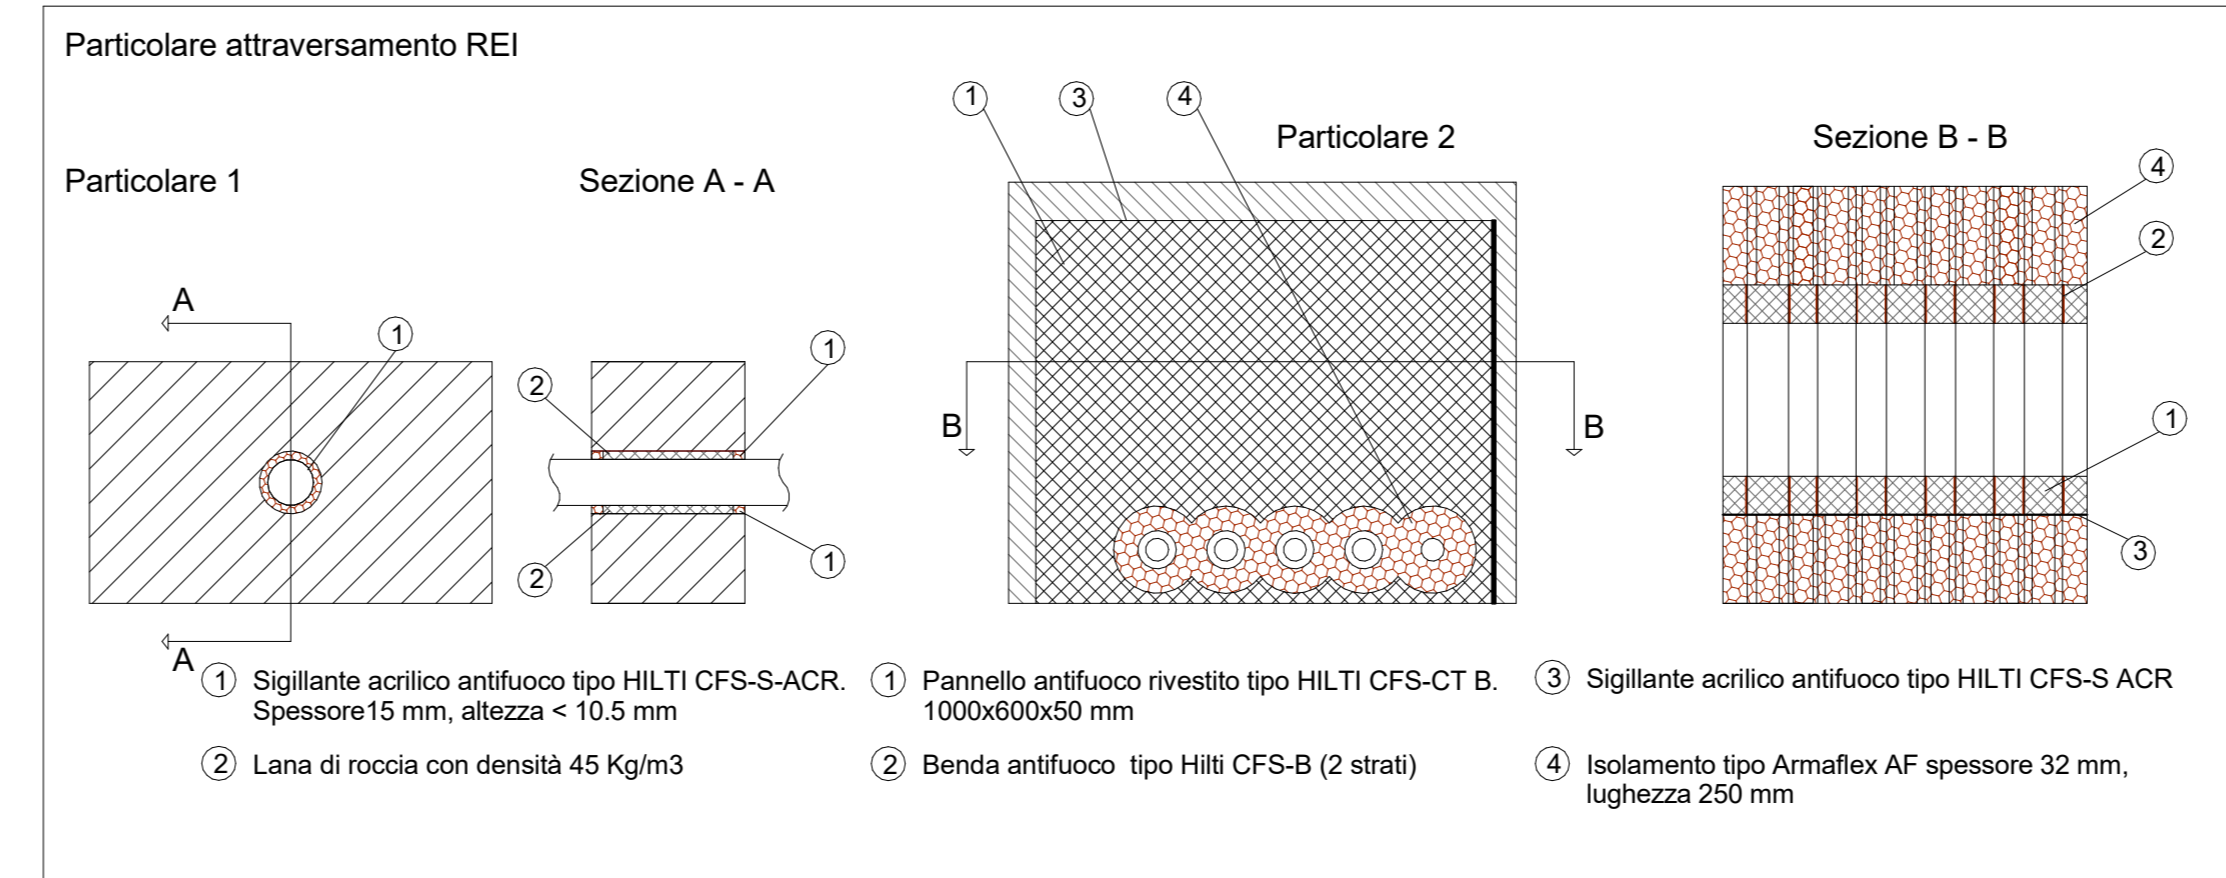 Particolare attraversamento REI
1
3
4
Particolare 2
Sezione B - B
4
Particolare 1
Sezione A - A
2
A
1
1
2
B
B
1
2
1
3
A
1 Sigillante acrilico antifuoco tipo HILTI CFS-S-ACR.
Spessore15 mm, altezza < 10.5 mm
2 Lana di roccia con densità 45 Kg/m3
1 Pannello antifuoco rivestito tipo HILTI CFS-CT B.
1000x600x50 mm
2 Benda antifuoco  tipo Hilti CFS-B (2 strati)
3 Sigillante acrilico antifuoco tipo HILTI CFS-S ACR
4 Isolamento tipo Armaflex AF spessore 32 mm,
lughezza 250 mm